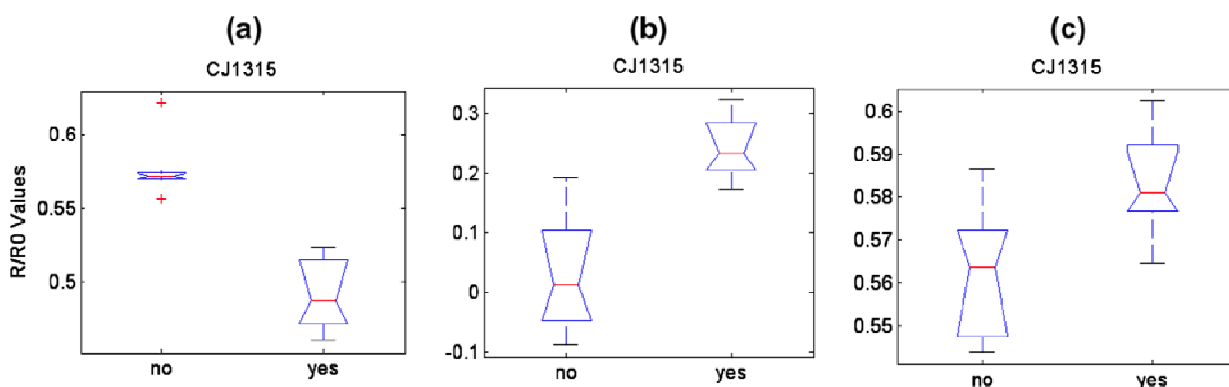 (a) (b) (c)
CJ1315 CJ1315 CJ1315
R/R0 Values
0.6
0.55
0.5
no yes
0.3
0.2
0.1
0
-0.1
no yes
0.6
0.59
0.58
0.57
0.56
0.55
no yes